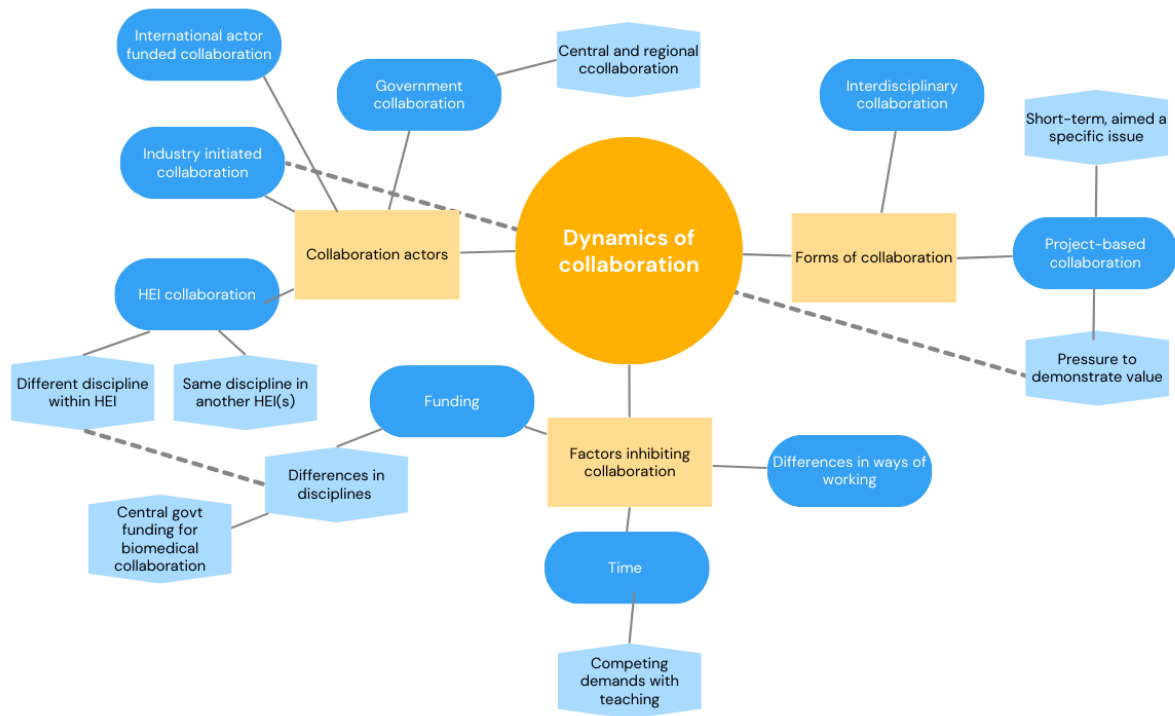 International actor
funded collaboration
Government
collaboration
Central and regional
ccollaboration
Interdisciplinary
collaboration
Short-term, aimed a
specific issue
Industry initiated
collaboration
Collaboration actors
Dynamics of
collaboration
Forms of collaboration
Project-based
collaboration
HEI collaboration
Different discipline
within HEI
Same discipline in
another HEI(s)
Funding
Pressure to
demonstrate value
Factors inhibiting
collaboration
Differences in ways of
working
Differences in
disciplines
Central govt
funding for
biomedical
collaboration
Time
Competing
demands with
teaching